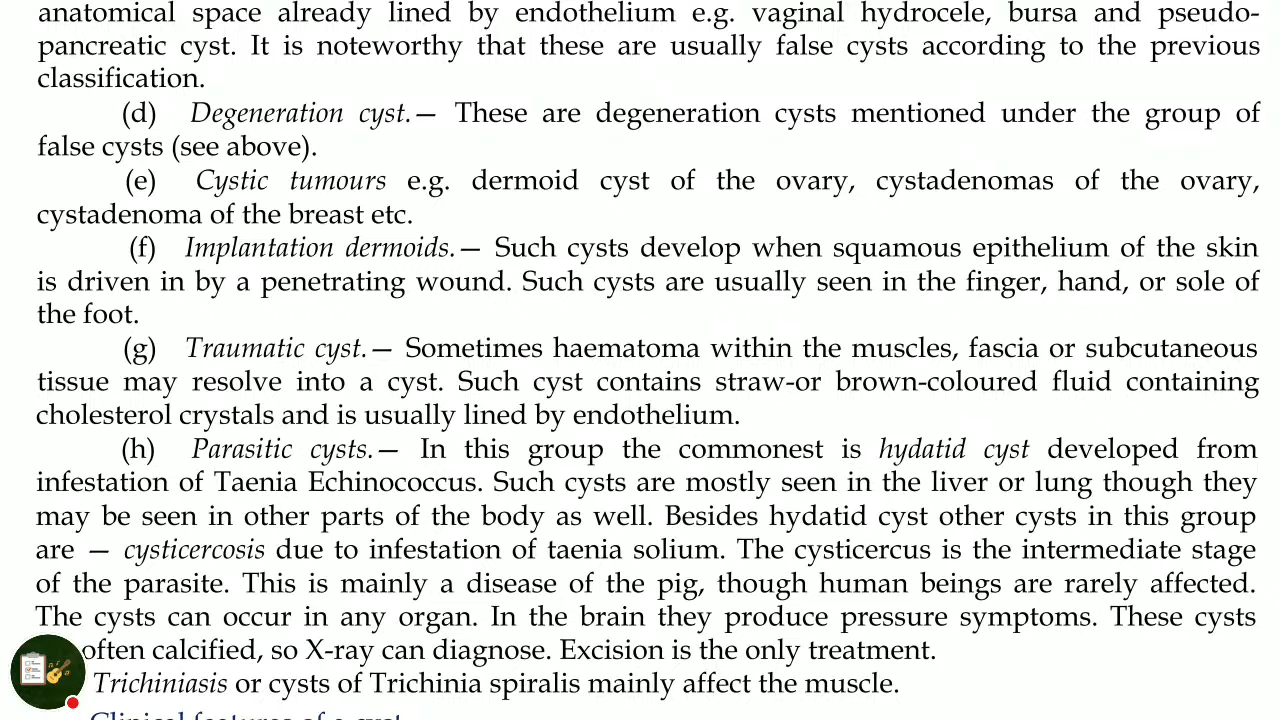 anatomical space already lined by endothelium e.g. vaginal hydrocele, bursa and pseudo-
pancreatic cyst. It is noteworthy that these are usually false cysts according to the previous
classification.
(d) Degeneration cyst.— These are degeneration cysts mentioned under the group of
false cysts (see above).
(e) Cystic tumours e.g. dermoid cyst of the ovary, cystadenomas of the ovary,
cystadenoma of the breast etc.
(f) Implantation dermoids.— Such cysts develop when squamous epithelium of the skin
is driven in by a penetrating wound. Such cysts are usually seen in the finger, hand, or sole of
the foot.
(g) Traumatic cyst.— Sometimes haematoma within the muscles, fascia or subcutaneous
tissue may resolve into a cyst. Such cyst contains straw-or brown-coloured fluid containing
cholesterol crystals and is usually lined by endothelium.
(h) Parasitic cysts.— In this group the commonest is hydatid cyst developed from
infestation of Taenia Echinococcus. Such cysts are mostly seen in the liver or lung though they
may be seen in other parts of the body as well. Besides hydatid cyst other cysts in this group
are — cysticercosis due to infestation of taenia solium. The cysticercus is the intermediate stage
of the parasite. This is mainly a disease of the pig, though human beings are rarely affected.
The cysts can occur in any organ. In the brain they produce pressure symptoms. These cysts
often calcified, so X-ray can diagnose. Excision is the only treatment.
Trichiniasis or cysts of Trichinia spiralis mainly affect the muscle.
Clinical features of a cyst